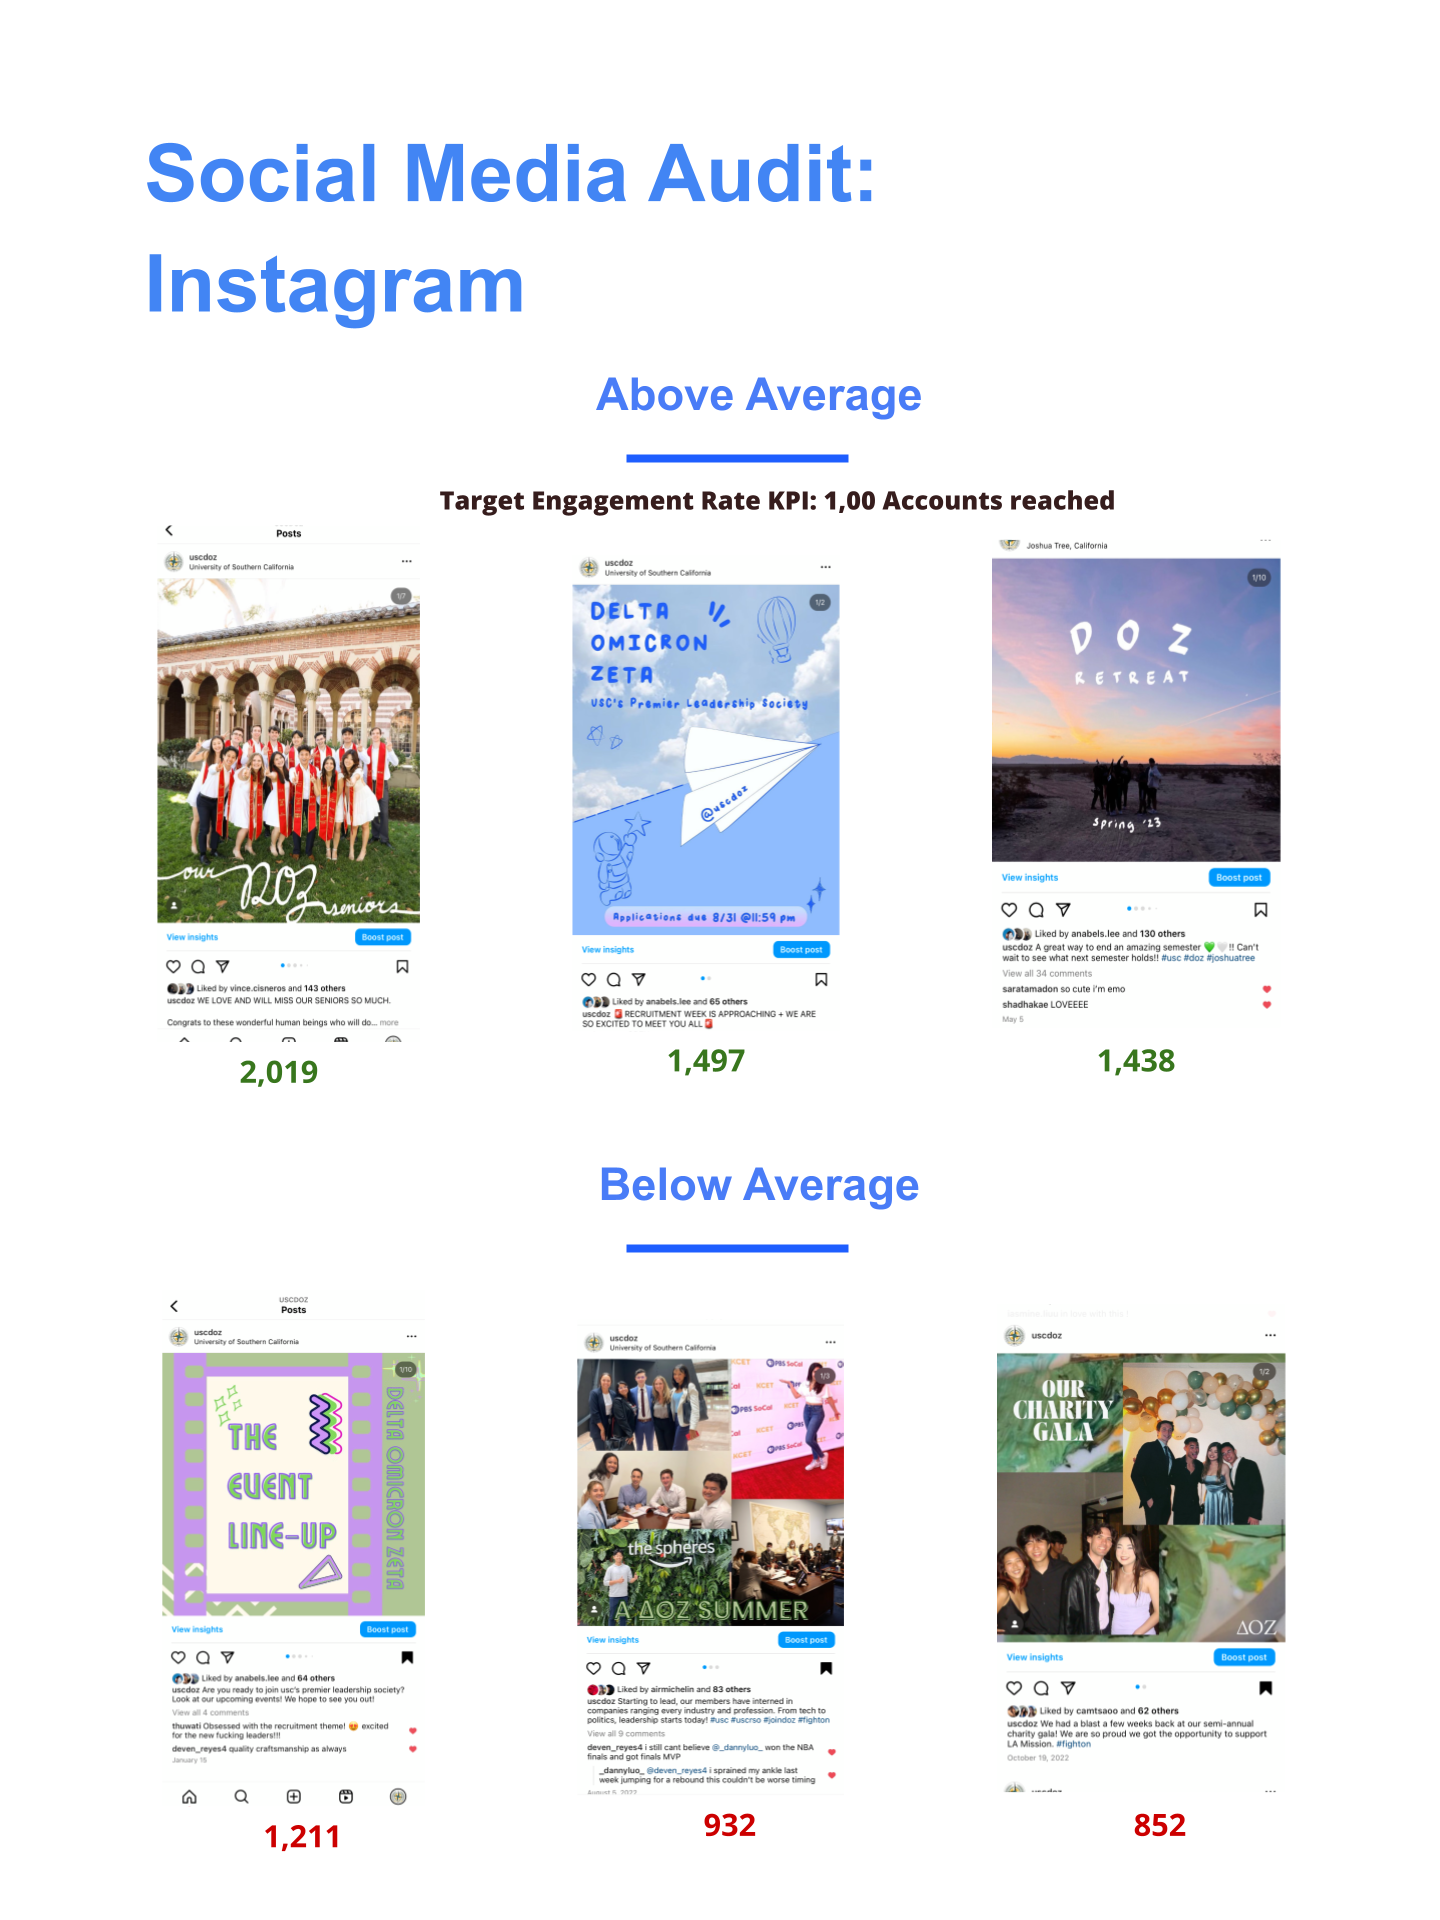 Social Media Audit:
Instagram
Above Average
Target Engagement Rate KPI: 1,00 Accounts reached
Posts
uscdoz
University of Southern California
1/7
our DOZ seniors
View insights
Boost post
Liked by vince.cisneros and 143 others
uscdoz WE LOVE AND WILL MISS OUR SENIORS SO MUCH.
Congrats to these wonderful human beings who will do... more
2,019
uscdoz
University of Southern California
1/2
DELTA
OMICRON
ZETA
USC's Premier Leadership Society
@uscdoz
Applications due 8/31 @11:59 pm
View insights
Boost post
Liked by anabels.lee and 65 others
uscdoz 🚨 RECRUITMENT WEEK IS APPROACHING + WE ARE
SO EXCITED TO MEET YOU ALL 🚨
1,497
Joshua Tree, California
1/10
DOZ
RETREAT
spring '23
View insights
Boost post
Liked by anabels.lee and 130 others
uscdoz A great way to end an amazing semester 💚🤍!! Can't
wait to see what next semester holds!! #usc #doz #joshuatree
View all 34 comments
saratamadon so cute i'm emo
shadhakae LOVEEEE
May 5
1,438
Below Average
USCDOZ
Posts
uscdoz
University of Southern California
1/10
THE
EVENT
LINE-UP
DELTA OMICRON ZETA
View insights
Boost post
Liked by anabels.lee and 64 others
uscdoz Are you ready to join usc's premier leadership society?
Look at our upcoming events! We hope to see you out!
View all 4 comments
thuwati Obsessed with the recruitment theme! 😍 excited
for the new fucking leaders!!!
deven_reyes4 quality craftsmanship as always
January 15
1,211
uscdoz
University of Southern California
1/3
KCET
PBS SoCal
PBS SoCal
KCET
the spheres
A ΔOZ SUMMER
View insights
Boost post
Liked by airmichelin and 83 others
uscdoz Starting to lead, our members have interned in
companies ranging every industry and profession. From tech to
politics, leadership starts today! #usc #uscrso #joindoz #fighton
View all 9 comments
deven_reyes4 i still cant believe @_dannyluo_ won the NBA
finals and got finals MVP
_dannyluo_ @deven_reyes4 i sprained my ankle last
week jumping for a rebound this couldn't be worse timing
August 5, 2022
932
uscdoz
1/2
OUR
CHARITY
GALA
ΔOZ
View insights
Boost post
Liked by camtsaoo and 62 others
uscdoz We had a blast a few weeks back at our semi-annual
charity gala! We are so proud we got the opportunity to support
LA Mission. #fighton
October 19, 2022
uscdoz
852